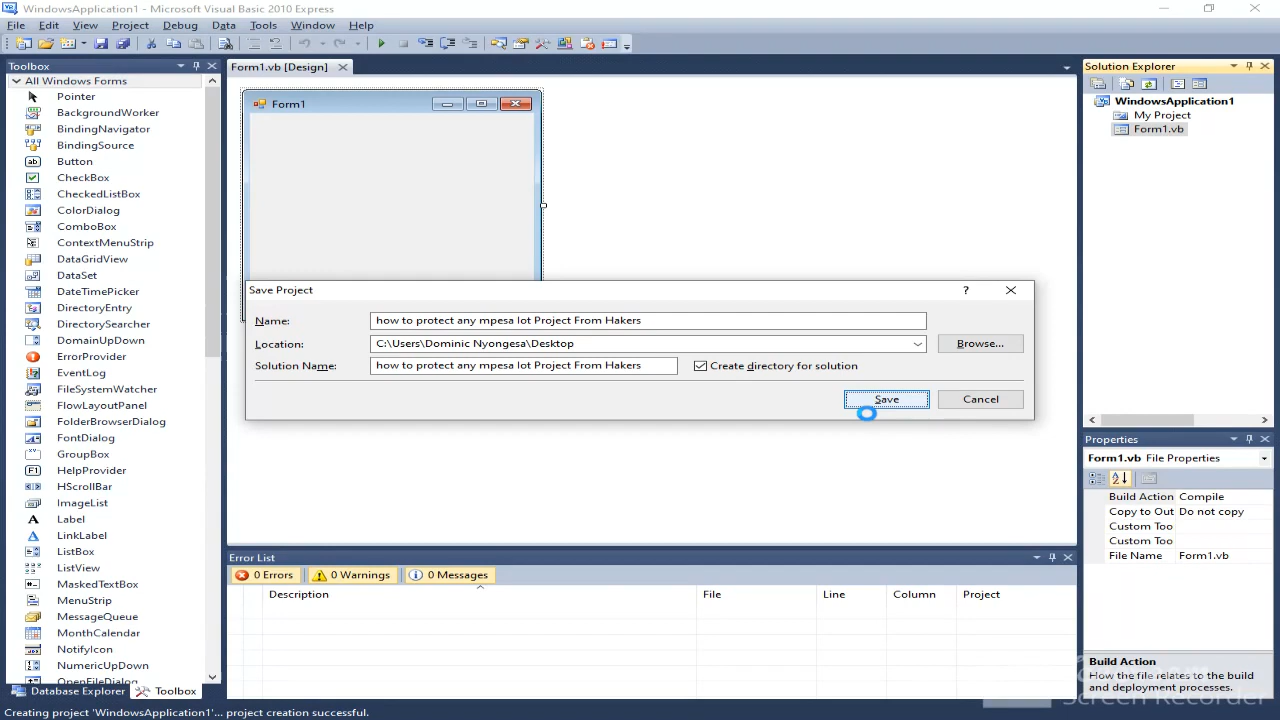 WindowsApplication1 - Microsoft Visual Basic 2010 Express
File Edit View Project Debug Data Tools Window Help
Toolbox
All Windows Forms
Pointer
BackgroundWorker
BindingNavigator
BindingSource
Button
CheckBox
CheckedListBox
ColorDialog
ComboBox
ContextMenuStrip
DataGridView
DataSet
DateTimePicker
DirectoryEntry
DirectorySearcher
DomainUpDown
ErrorProvider
EventLog
FileSystemWatcher
FlowLayoutPanel
FolderBrowserDialog
FontDialog
GroupBox
HelpProvider
HScrollBar
ImageList
Label
LinkLabel
ListBox
ListView
MaskedTextBox
MenuStrip
MessageQueue
MonthCalendar
NotifyIcon
NumericUpDown
OpenFileDialog
Database Explorer Toolbox
Form1.vb [Design]
Form1
Save Project
Name: how to protect any mpesa Iot Project From Hakers
Location: C:\Users\Dominic Nyongesa\Desktop Browse...
Solution Name: how to protect any mpesa Iot Project From Hakers Create directory for solution
Save Cancel
Error List
0 Errors 0 Warnings 0 Messages
Description File Line Column Project
Solution Explorer
WindowsApplication1
My Project
Form1.vb
Properties
Form1.vb File Properties
Build Action Compile
Copy to Out Do not copy
Custom Too
Custom Too
File Name Form1.vb
Build Action
How the file relates to the build
and deployment processes.
Screen Recorder
Creating project 'WindowsApplication1'... project creation successful.